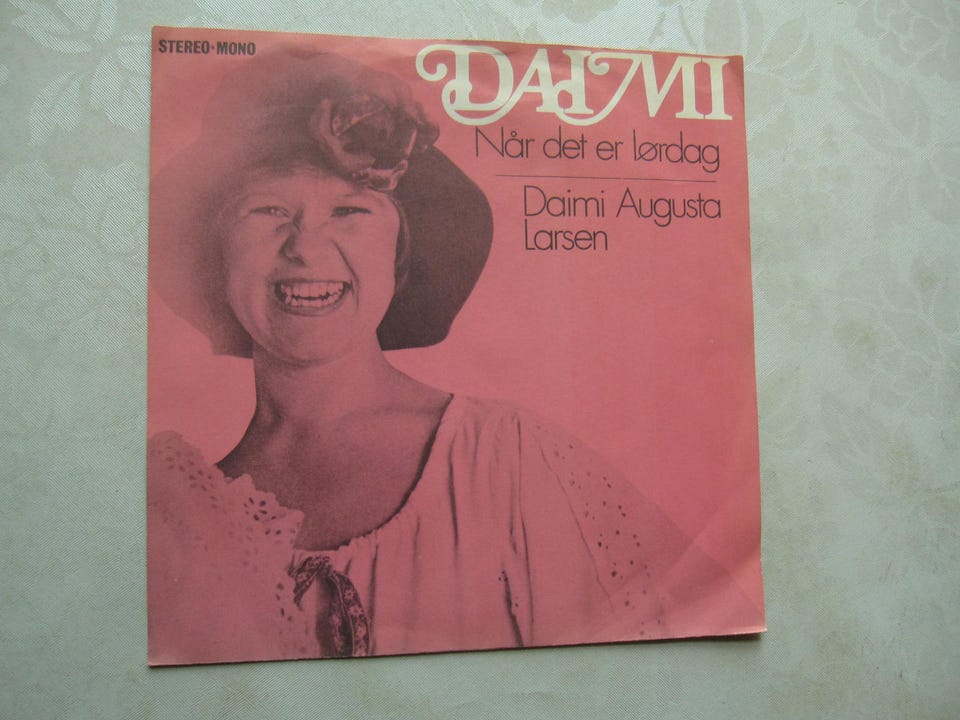 STEREO·MONO
DAIMI
Når det er lørdag
Daimi Augusta
Larsen